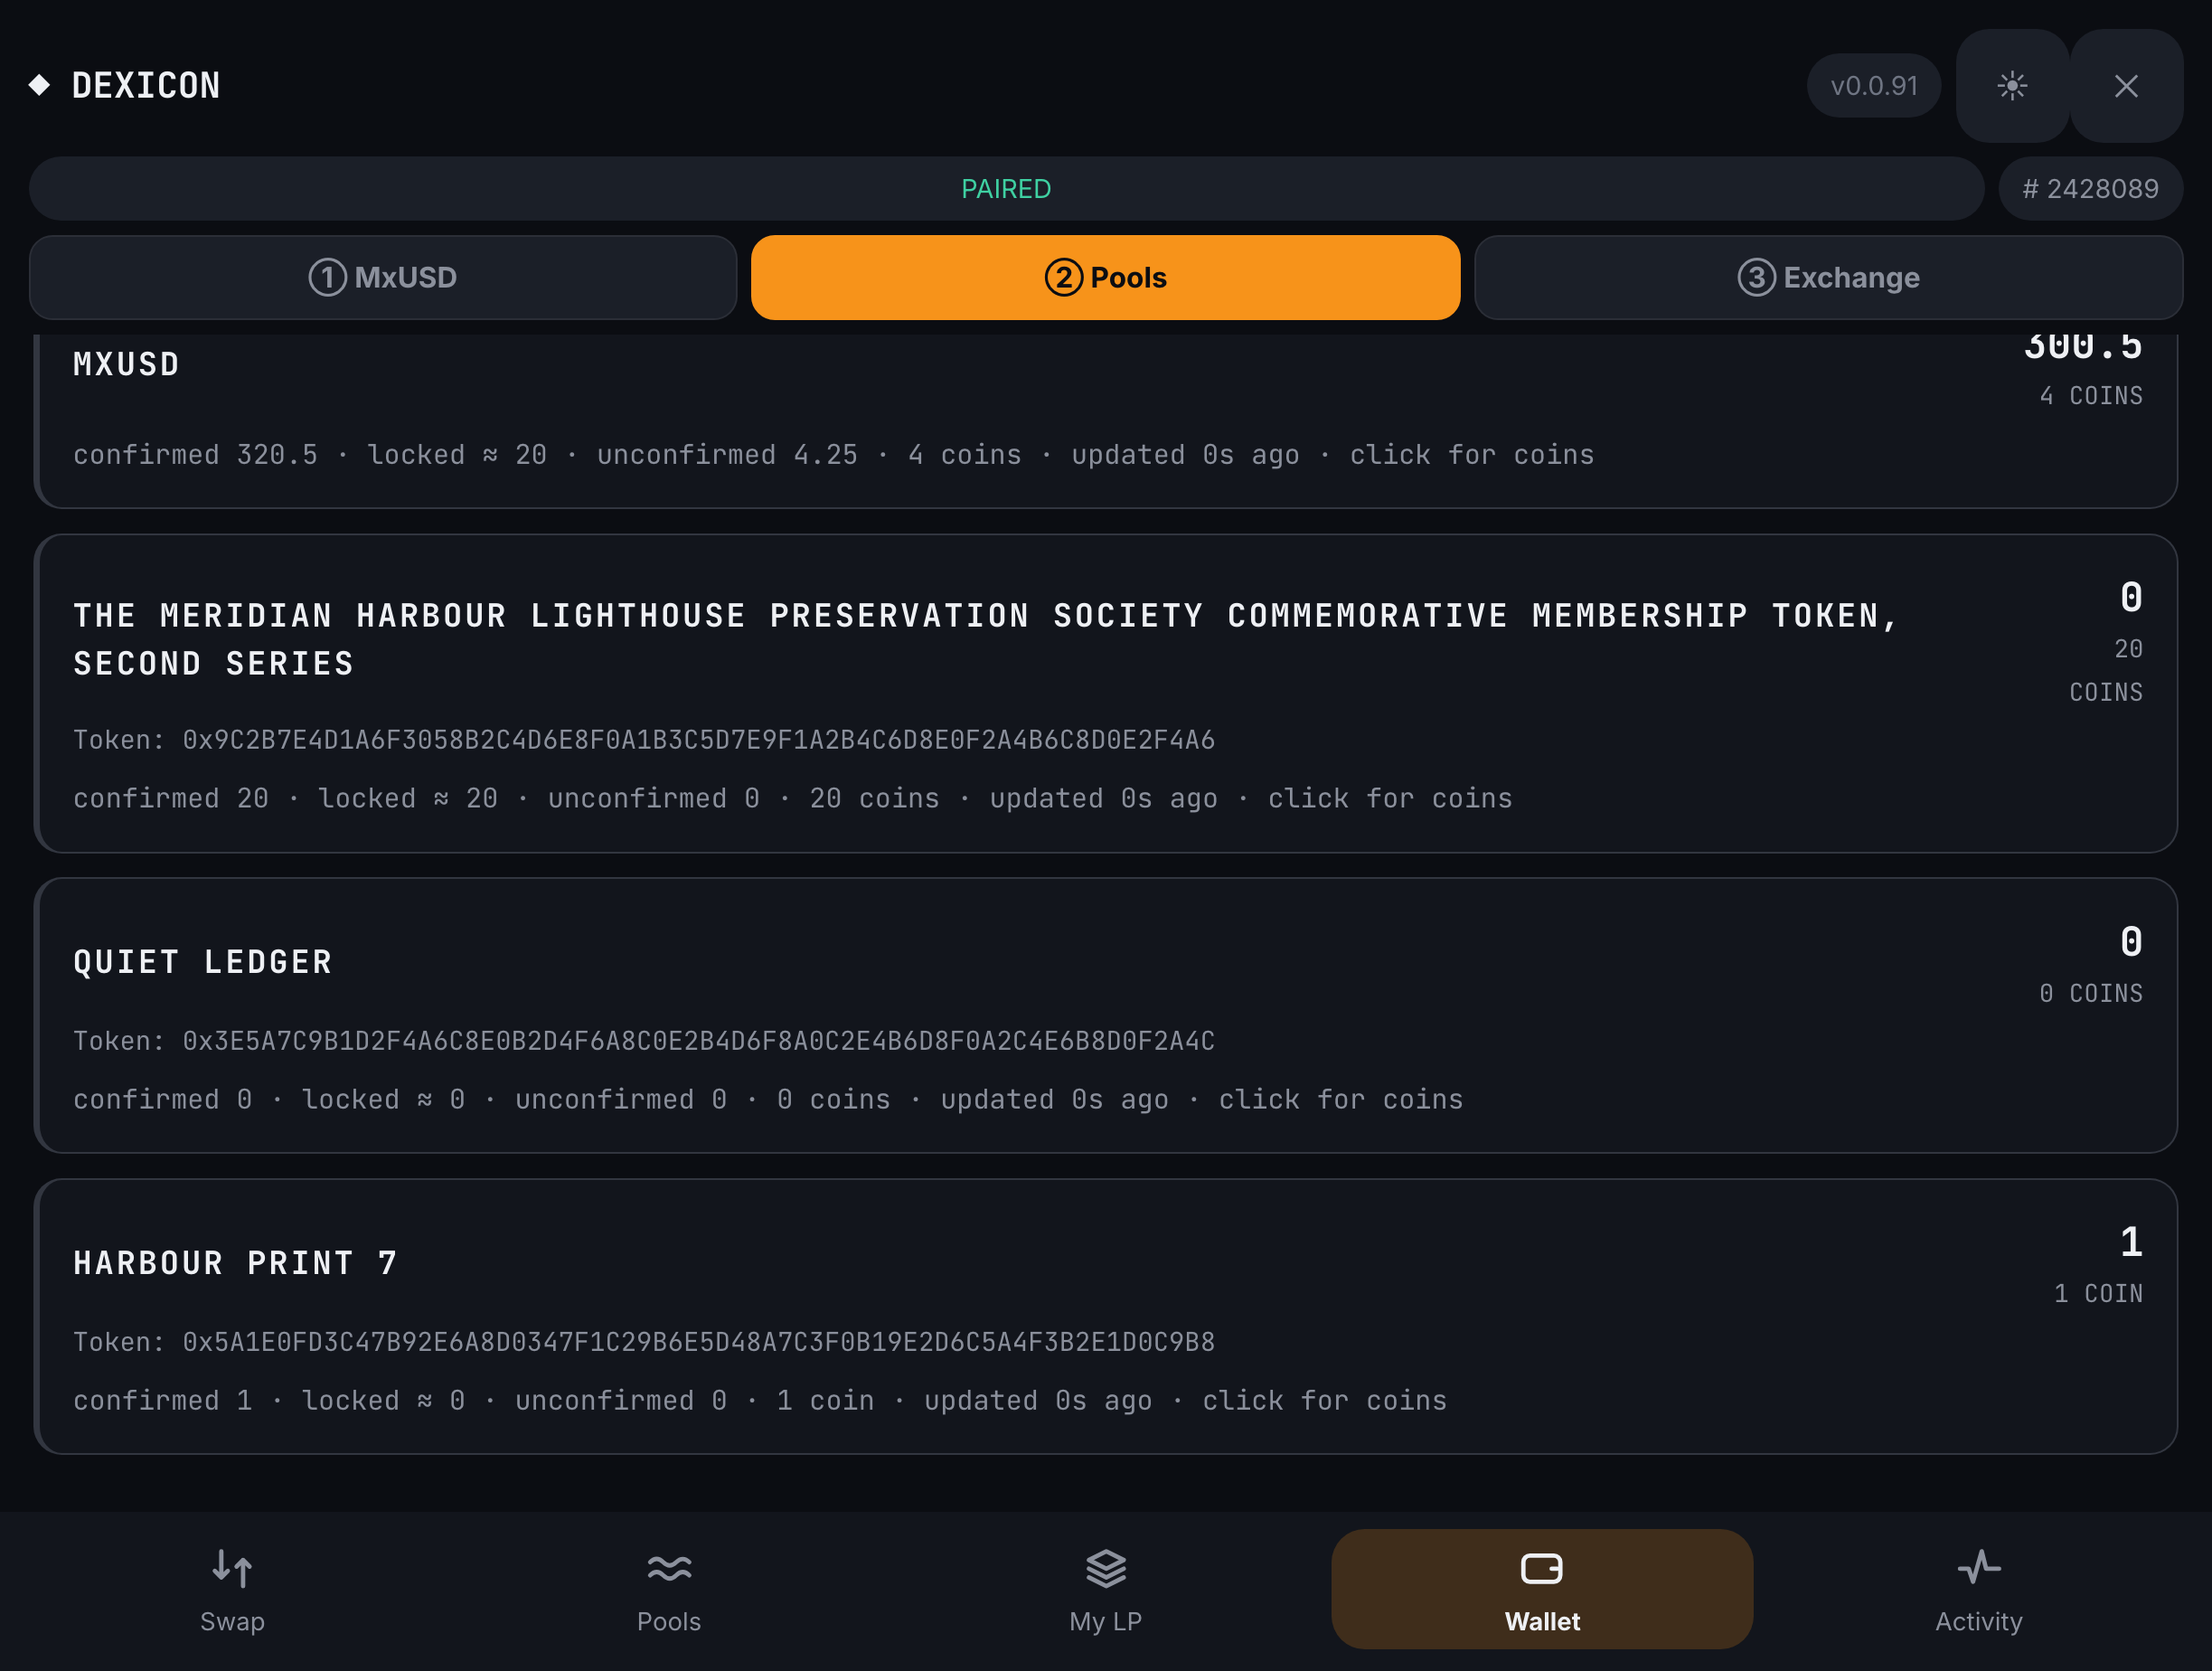 DEXICON
v0.0.91
PAIRED
# 2428089
1 MxUSD
2 Pools
3 Exchange
MXUSD
300.5
4 COINS
confirmed 320.5 · locked ≈ 20 · unconfirmed 4.25 · 4 coins · updated 0s ago · click for coins
THE MERIDIAN HARBOUR LIGHTHOUSE PRESERVATION SOCIETY COMMEMORATIVE MEMBERSHIP TOKEN,
SECOND SERIES
0
20
COINS
Token: 0x9C2B7E4D1A6F3058B2C4D6E8F0A1B3C5D7E9F1A2B4C6D8E0F2A4B6C8D0E2F4A6
confirmed 20 · locked ≈ 20 · unconfirmed 0 · 20 coins · updated 0s ago · click for coins
QUIET LEDGER
0
0 COINS
Token: 0x3E5A7C9B1D2F4A6C8E0B2D4F6A8C0E2B4D6F8A0C2E4B6D8F0A2C4E6B8D0F2A4C
confirmed 0 · locked ≈ 0 · unconfirmed 0 · 0 coins · updated 0s ago · click for coins
HARBOUR PRINT 7
1
1 COIN
Token: 0x5A1E0FD3C47B92E6A8D0347F1C29B6E5D48A7C3F0B19E2D6C5A4F3B2E1D0C9B8
confirmed 1 · locked ≈ 0 · unconfirmed 0 · 1 coin · updated 0s ago · click for coins
Swap
Pools
My LP
Wallet
Activity